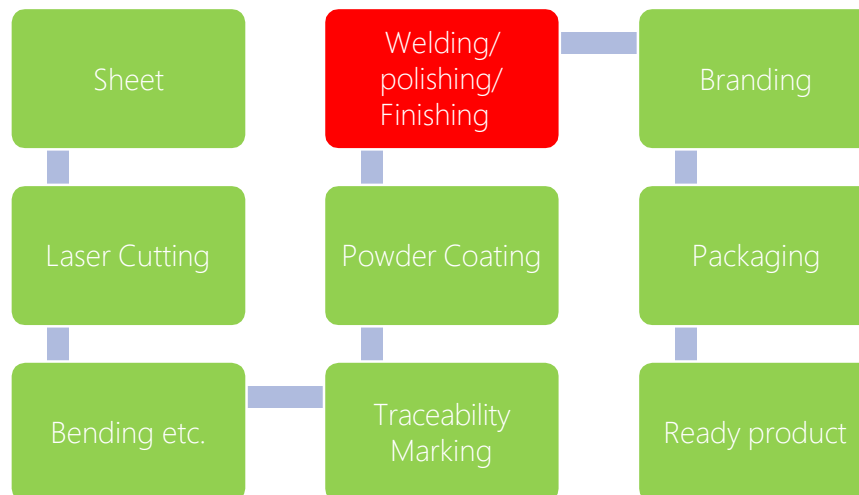 Sheet
Laser Cutting
Bending etc.
Traceability
Marking
Powder Coating
Welding/
polishing/
Finishing
Branding
Packaging
Ready product